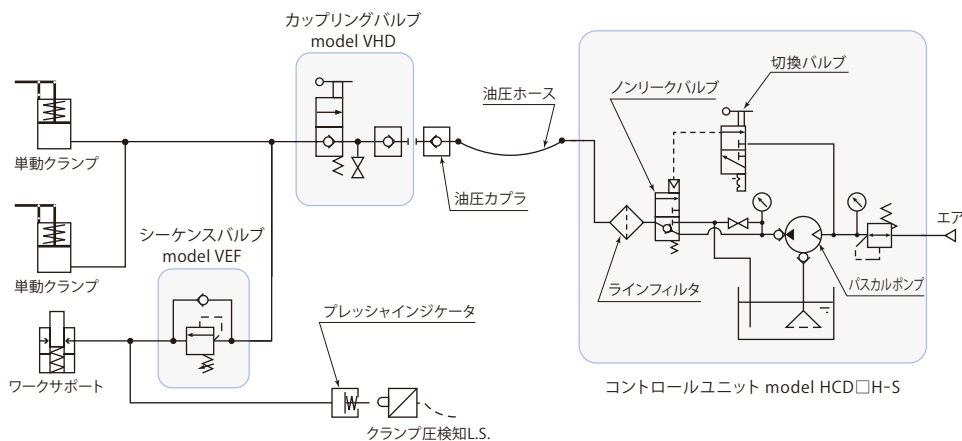 カップリングバルブ
model VHD
切換バルブ
ノンリークバルブ
油圧ホース
単動クランプ
油圧カプラ
シーケンスバルブ
model VEF
エア
単動クランプ
ラインフィルタ
パスカルポンプ
プレッシャインジケータ
ワークサポート
コントロールユニット model HCD□H-S
クランプ圧検知L.S.